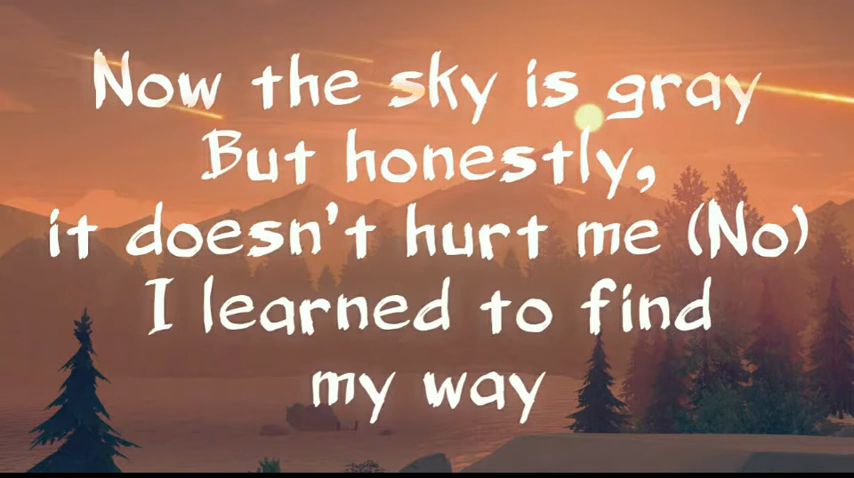 Now the sky is gray
But honestly,
it doesn't hurt me (No)
I learned to find
my way